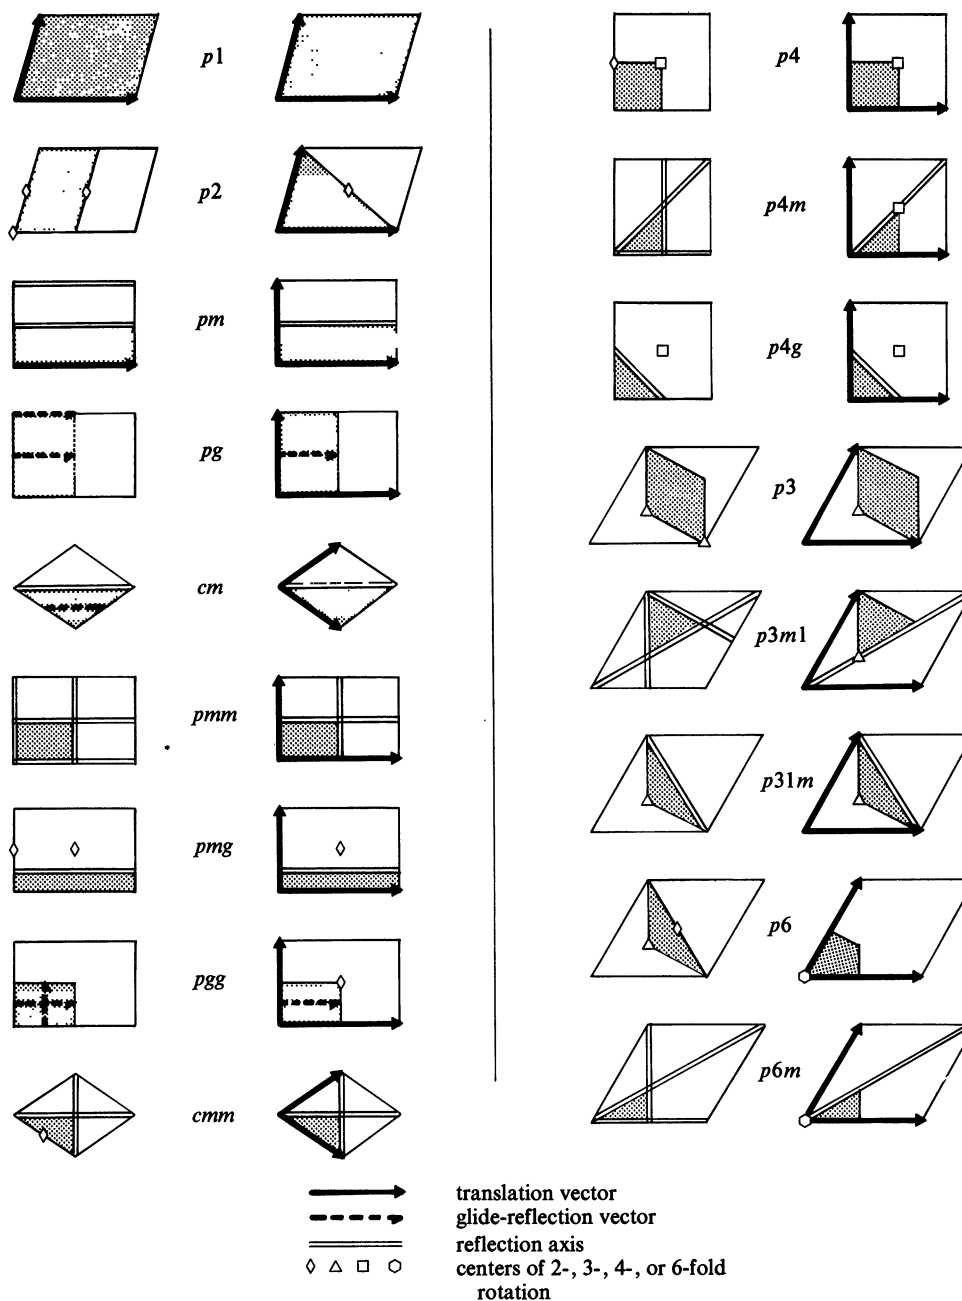 p1
p2
pm
pg
cm
pmm
pmg
pgg
cmm
p4
p4m
p4g
p3
p3m1
p31m
p6
p6m
translation vector
glide-reflection vector
reflection axis
centers of 2-, 3-, 4-, or 6-fold
rotation